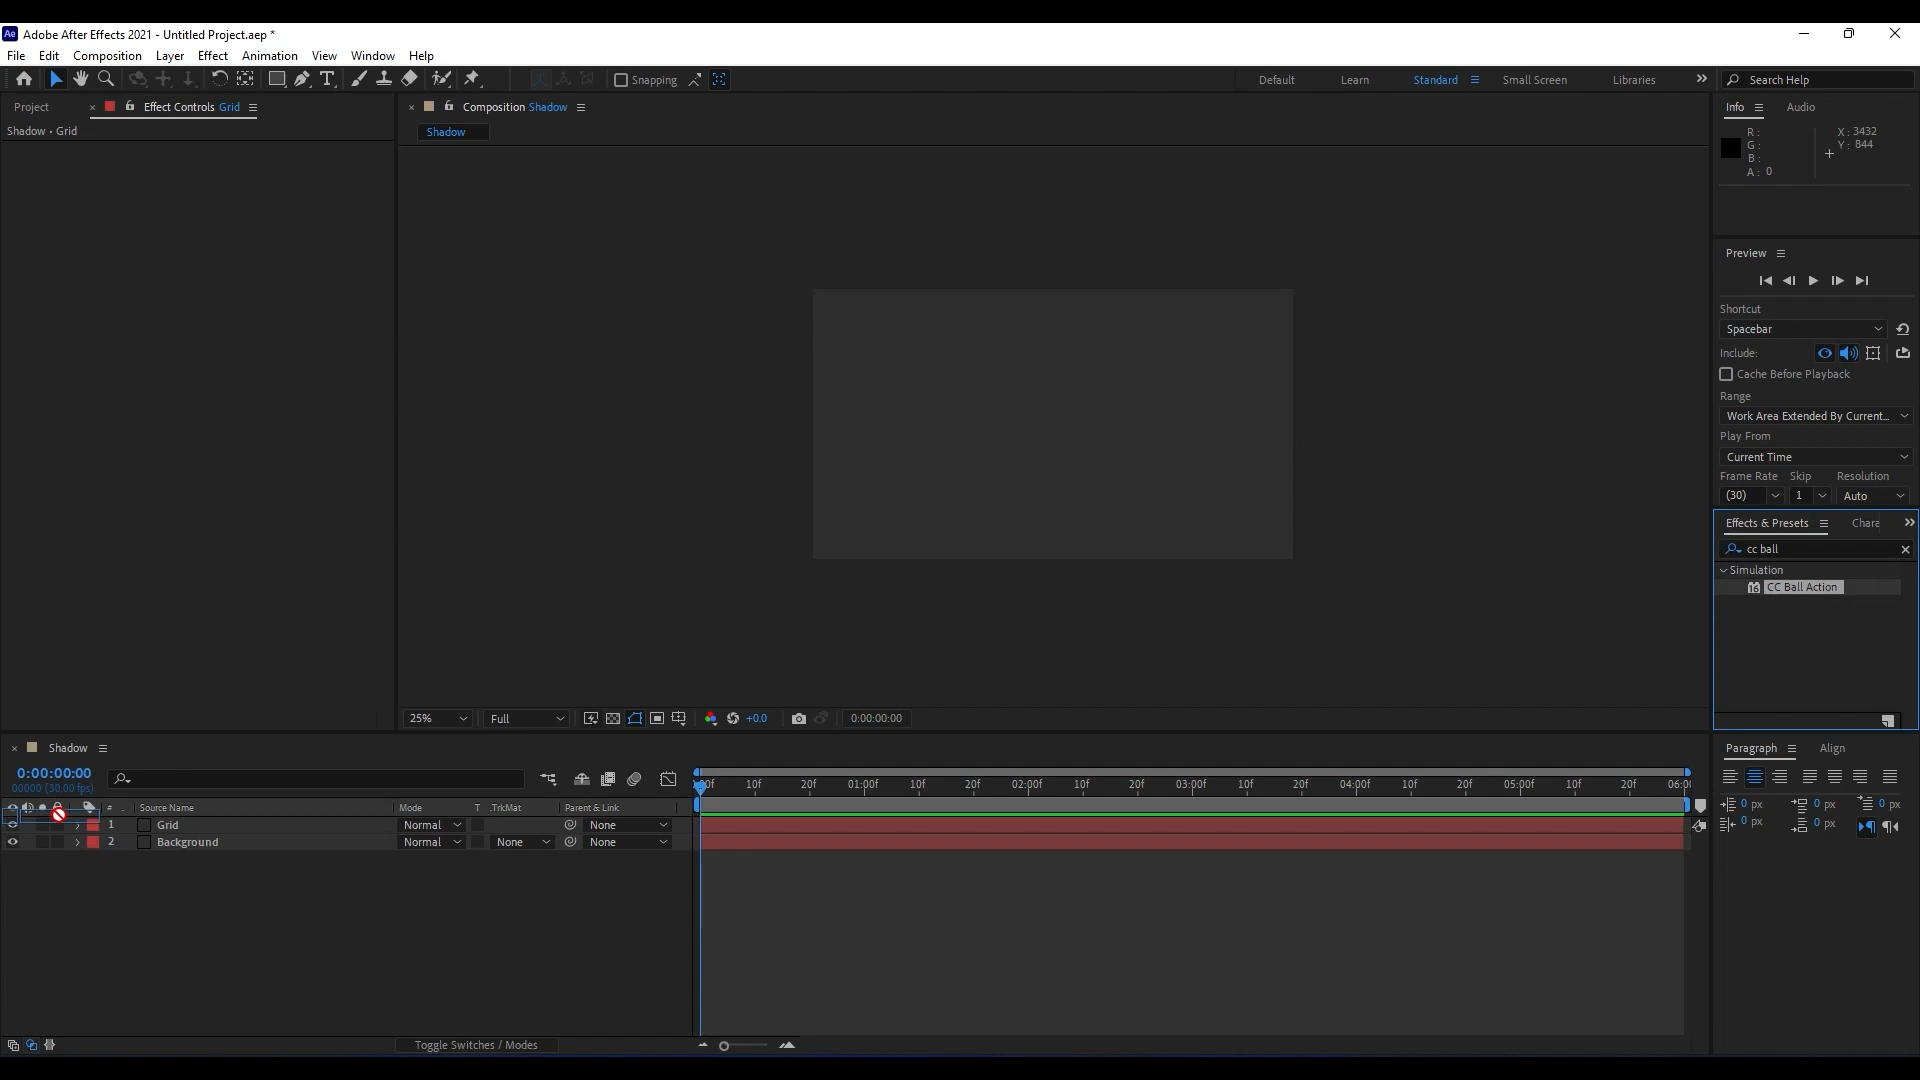 Ae Adobe After Effects 2021 - Untitled Project.aep *
File Edit Composition Layer Effect Animation View Window Help
Snapping
Default Learn Standard Small Screen Libraries
Search Help
Project
Effect Controls Grid
Shadow • Grid
Composition Shadow
Shadow
Info Audio
R :
G :
B :
A : 0
X : 3432
Y : 844
Preview
Shortcut
Spacebar
Include:
Cache Before Playback
Range
Work Area Extended By Current...
Play From
Current Time
Frame Rate Skip Resolution
(30) 1 Auto
Effects & Presets Chara
cc ball
Simulation
16 CC Ball Action
25% Full +0.0 0:00:00:00
Shadow
0:00:00:00
00000 (30.00 fps)
10f 20f 01:00f 10f 20f 02:00f 10f 20f 03:00f 10f 20f 04:00f 10f 20f 05:00f 10f 20f 06:0
# Source Name Mode T .TrkMat Parent & Link
1 Grid Normal None
2 Background Normal None None
Toggle Switches / Modes
Paragraph Align
0 px 0 px 0 px
0 px 0 px